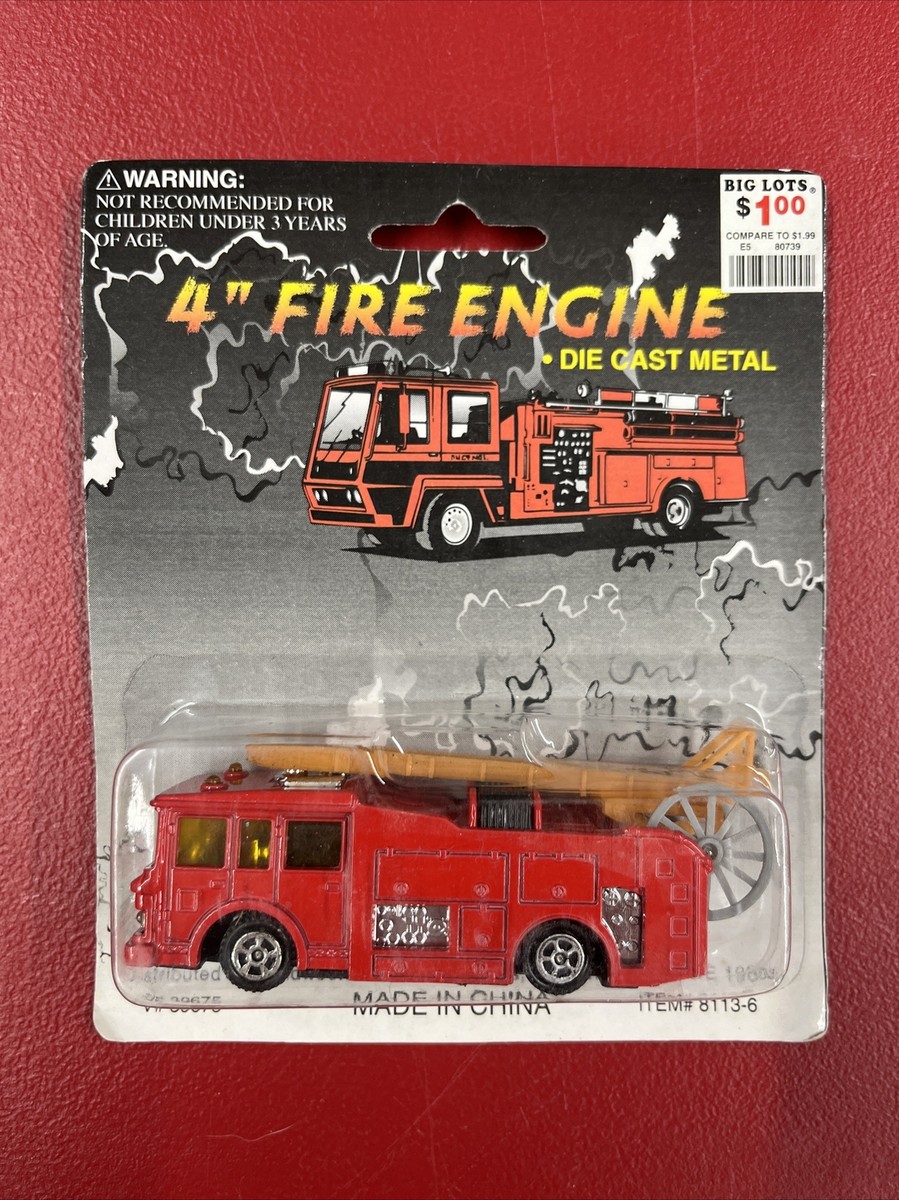 ⚠ WARNING:
NOT RECOMMENDED FOR
CHILDREN UNDER 3 YEARS
OF AGE.
BIG LOTS®
$1.00
COMPARE TO $1.99
E5 80739
4" FIRE ENGINE
• DIE CAST METAL
MADE IN CHINA
ITEM# 8113-6